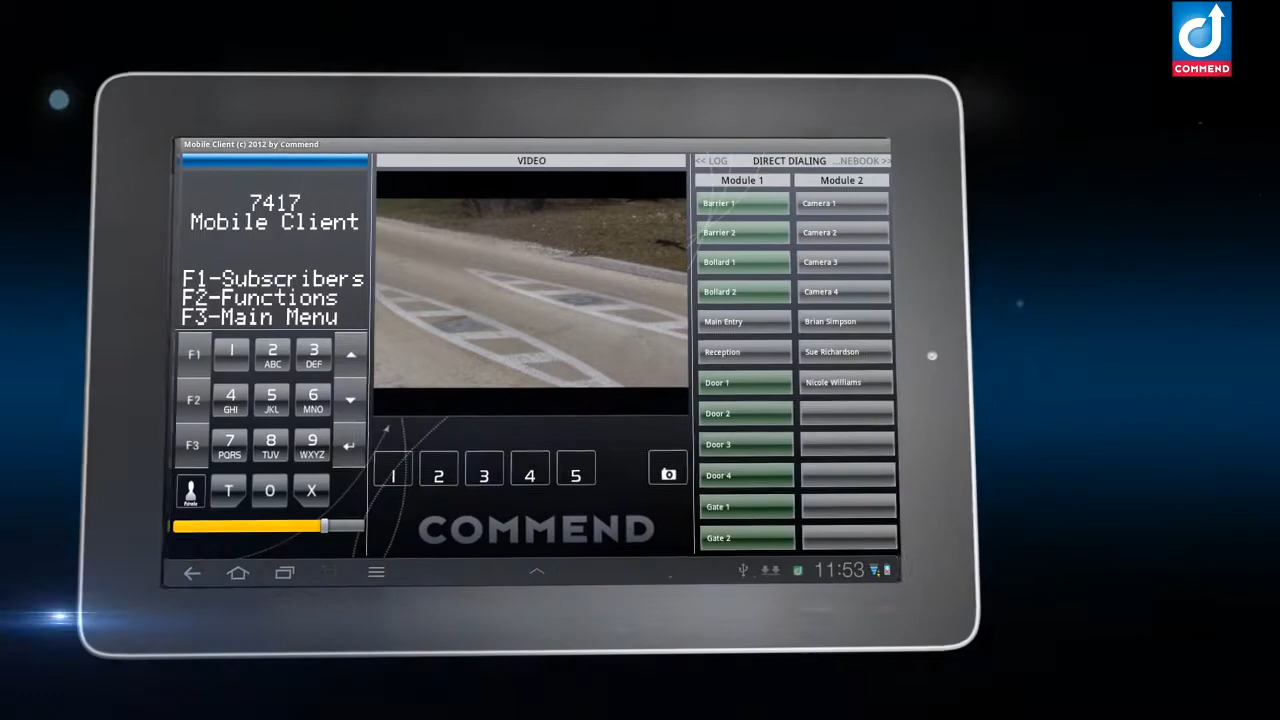 COMMEND
Mobile Client (c) 2012 by Commend
7417
Mobile Client
F1-Subscribers
F2-Functions
F3-Main Menu
F1 1 2 ABC 3 DEF
F2 4 GHI 5 JKL 6 MNO
F3 7 PQRS 8 TUV 9 WXYZ
T 0 X
VIDEO
1 2 3 4 5
COMMEND
<< LOG DIRECT DIALING ...NEBOOK >>
Module 1 Module 2
Barrier 1 Camera 1
Barrier 2 Camera 2
Bollard 1 Camera 3
Bollard 2 Camera 4
Main Entry Brian Simpson
Reception Sue Richardson
Door 1 Nicole Williams
Door 2
Door 3
Door 4
Gate 1
Gate 2
11:53